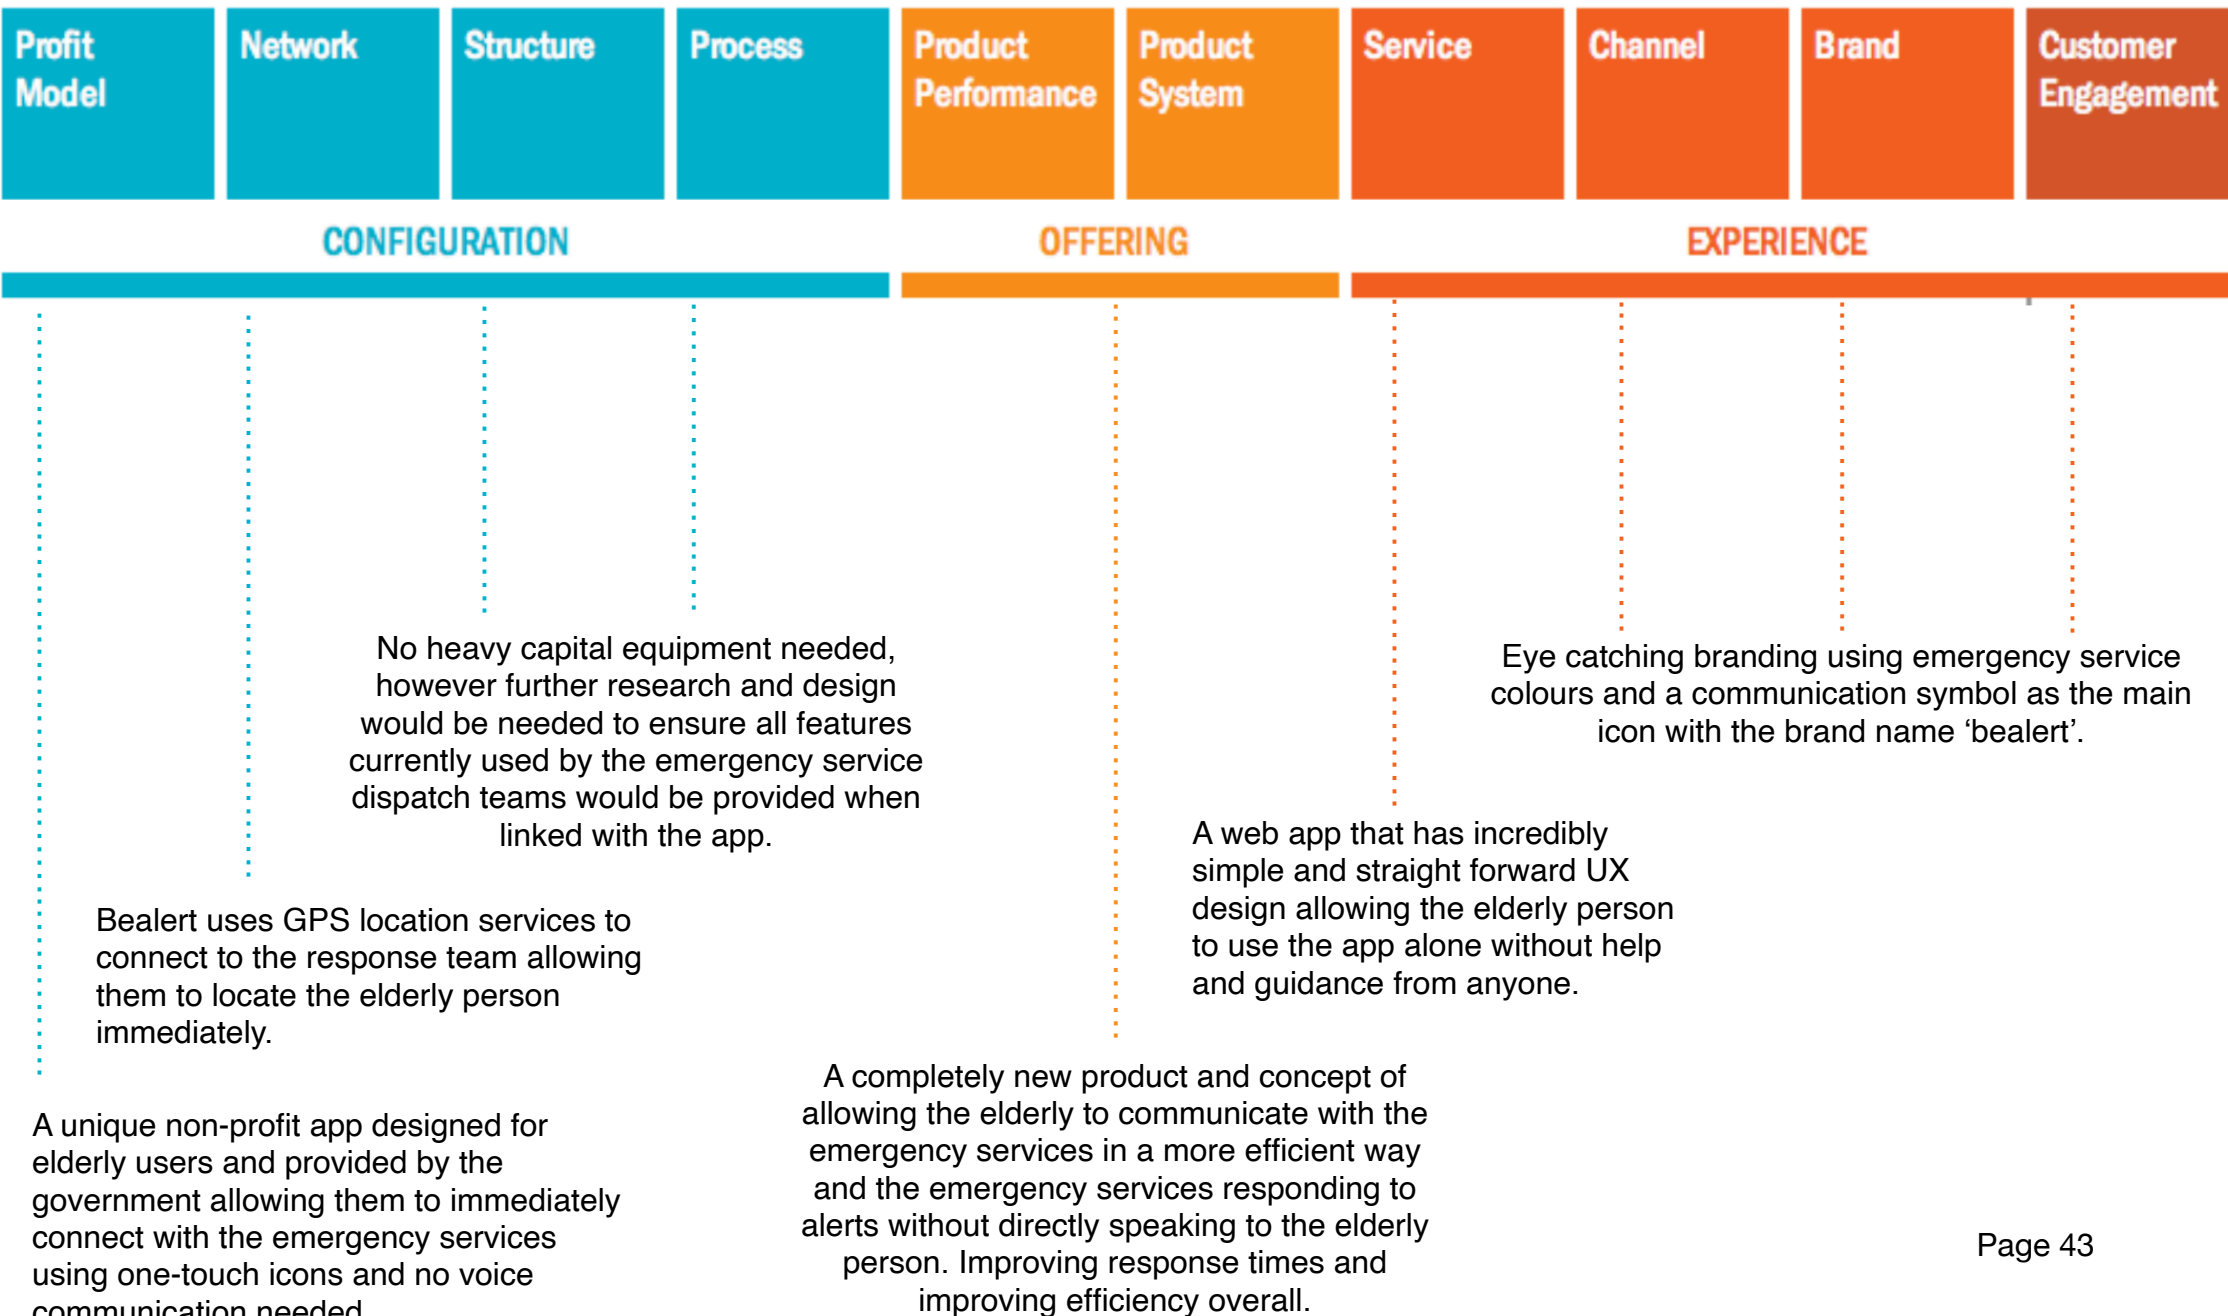 Profit
Model
Network
Structure
Process
Product
Performance
Product
System
Service
Channel
Brand
Customer
Engagement
CONFIGURATION
OFFERING
EXPERIENCE
No heavy capital equipment needed,
however further research and design
would be needed to ensure all features
currently used by the emergency service
dispatch teams would be provided when
linked with the app.
Eye catching branding using emergency service
colours and a communication symbol as the main
icon with the brand name ‘bealert’.
A web app that has incredibly
simple and straight forward UX
design allowing the elderly person
to use the app alone without help
and guidance from anyone.
Bealert uses GPS location services to
connect to the response team allowing
them to locate the elderly person
immediately.
A completely new product and concept of
allowing the elderly to communicate with the
emergency services in a more efficient way
and the emergency services responding to
alerts without directly speaking to the elderly
person. Improving response times and
improving efficiency overall.
A unique non-profit app designed for
elderly users and provided by the
government allowing them to immediately
connect with the emergency services
using one-touch icons and no voice
communication needed
Page 43